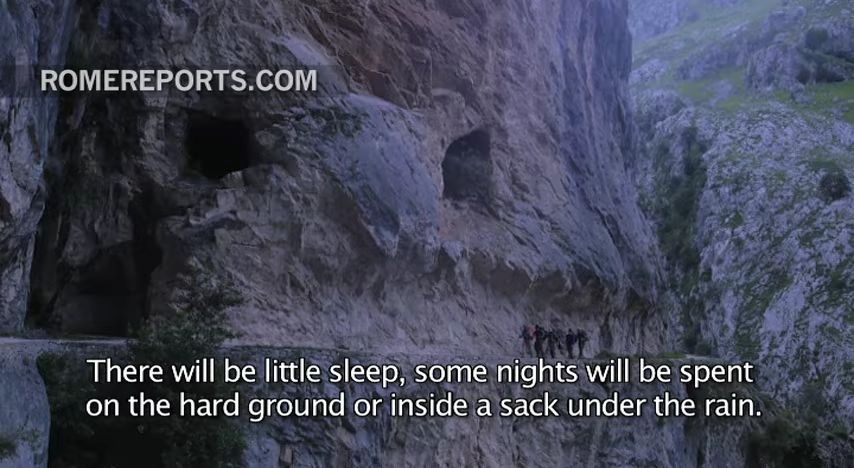 ROMEREPORTS.COM
There will be little sleep, some nights will be spent
on the hard ground or inside a sack under the rain.